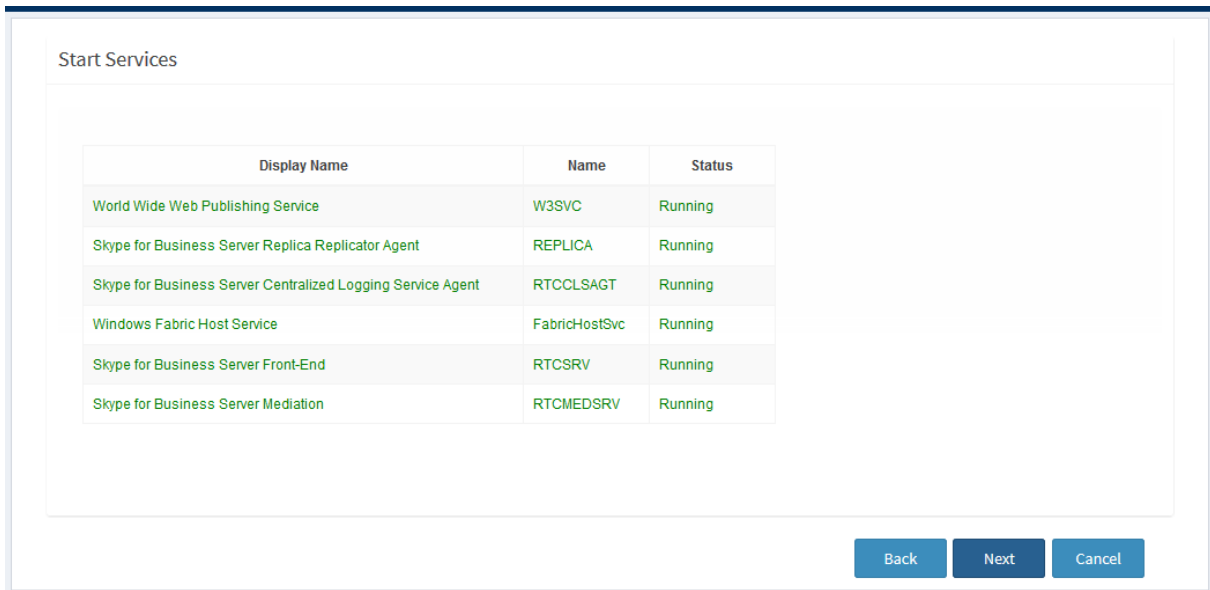 Start Services
Display Name Name Status
World Wide Web Publishing Service W3SVC Running
Skype for Business Server Replica Replicator Agent REPLICA Running
Skype for Business Server Centralized Logging Service Agent RTCCLSAGT Running
Windows Fabric Host Service FabricHostSvc Running
Skype for Business Server Front-End RTCSRV Running
Skype for Business Server Mediation RTCMEDSRV Running
Back Next Cancel